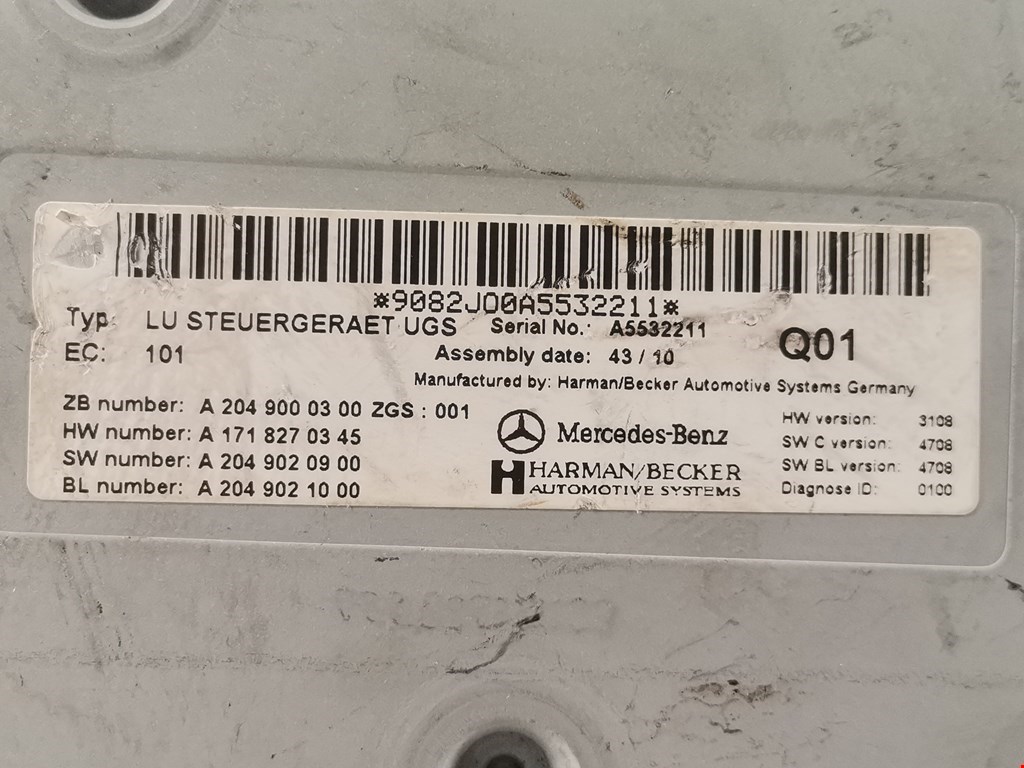 *9082JO0A5532211*
Typ: LU STEUERGERAET UGS Serial No.: A5532211
EC: 101 Assembly date: 43 / 10 Q01
Manufactured by: Harman/Becker Automotive Systems Germany
ZB number: A 204 900 03 00 ZGS : 001
HW number: A 171 827 03 45
SW number: A 204 902 09 00
BL number: A 204 902 10 00
Mercedes-Benz
HARMAN/BECKER
AUTOMOTIVE SYSTEMS
HW version: 3108
SW C version: 4708
SW BL version: 4708
Diagnose ID: 0100